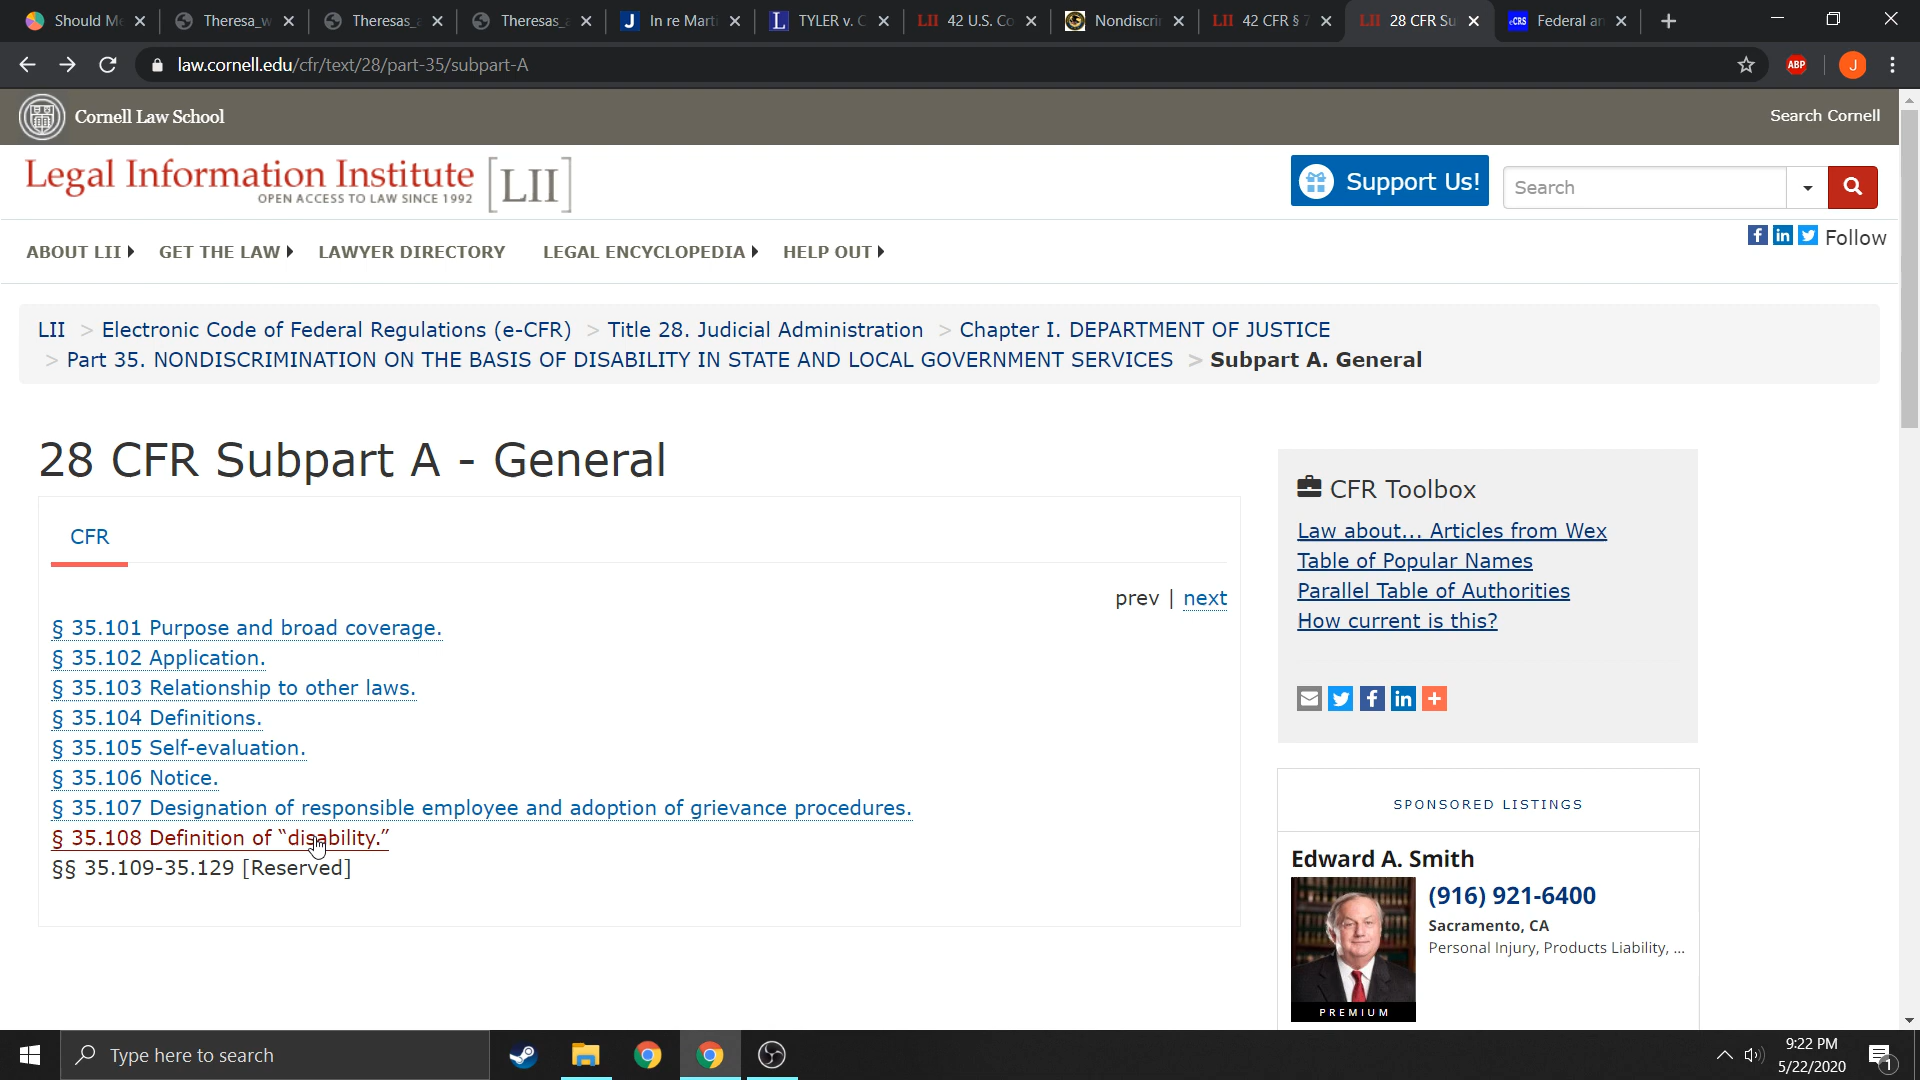 Should Me
Theresa_w
Theresas_
Theresas_a
In re Marti
TYLER v. C
42 U.S. Co
Nondiscri
42 CFR § 7
28 CFR Su
Federal an
law.cornell.edu/cfr/text/28/part-35/subpart-A
ABP
J
Cornell Law School
Search Cornell
Legal Information Institute [LII]
OPEN ACCESS TO LAW SINCE 1992
Support Us!
Search
ABOUT LII GET THE LAW LAWYER DIRECTORY LEGAL ENCYCLOPEDIA HELP OUT
Follow
LII > Electronic Code of Federal Regulations (e-CFR) > Title 28. Judicial Administration > Chapter I. DEPARTMENT OF JUSTICE
> Part 35. NONDISCRIMINATION ON THE BASIS OF DISABILITY IN STATE AND LOCAL GOVERNMENT SERVICES > Subpart A. General
28 CFR Subpart A - General
CFR
prev | next
§ 35.101 Purpose and broad coverage.
§ 35.102 Application.
§ 35.103 Relationship to other laws.
§ 35.104 Definitions.
§ 35.105 Self-evaluation.
§ 35.106 Notice.
§ 35.107 Designation of responsible employee and adoption of grievance procedures.
§ 35.108 Definition of “disability.”
§§ 35.109-35.129 [Reserved]
CFR Toolbox
Law about... Articles from Wex
Table of Popular Names
Parallel Table of Authorities
How current is this?
SPONSORED LISTINGS
Edward A. Smith
(916) 921-6400
Sacramento, CA
Personal Injury, Products Liability, ...
PREMIUM
Type here to search
9:22 PM
5/22/2020
1